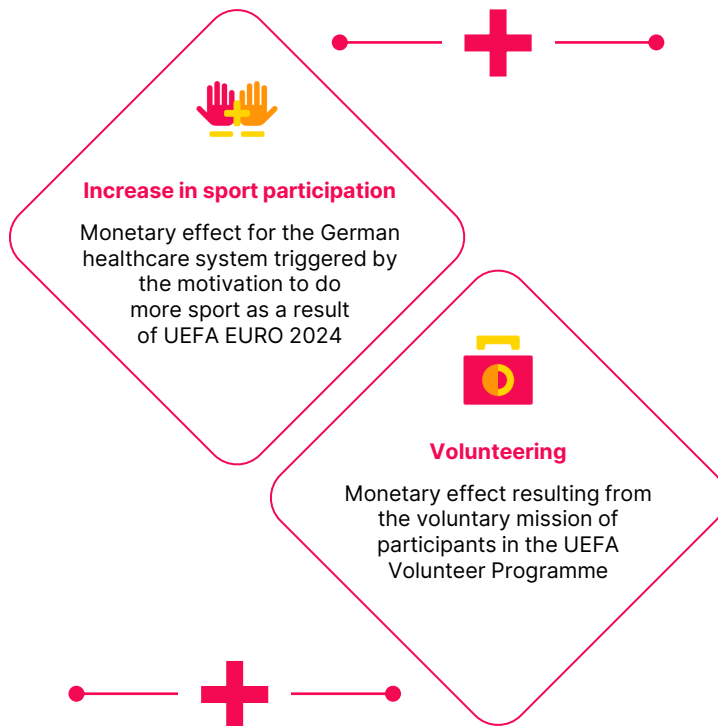 Increase in sport participation
Monetary effect for the German
healthcare system triggered by
the motivation to do
more sport as a result
of UEFA EURO 2024
Volunteering
Monetary effect resulting from
the voluntary mission of
participants in the UEFA
Volunteer Programme